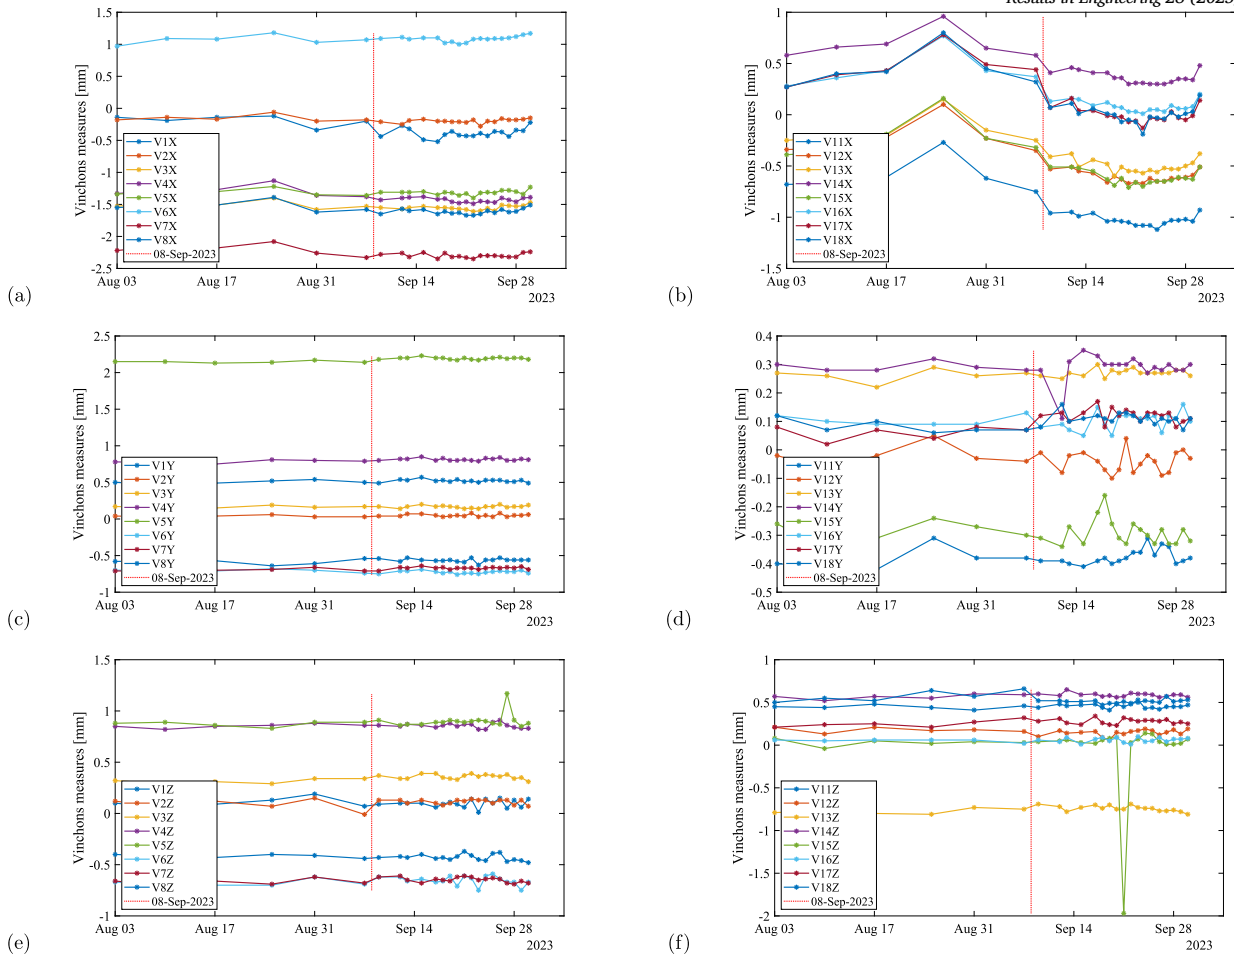 Results in Engineering 28 (2025
1.5
1
0.5
0
-0.5
-1
-1.5
-2
-2.5
Vinchons measures [mm]
V1X
V2X
V3X
V4X
V5X
V6X
V7X
V8X
08-Sep-2023
Aug 03
Aug 17
Aug 31
Sep 14
Sep 28
2023
(a)
1
0.5
0
-0.5
-1
-1.5
Vinchons measures [mm]
V11X
V12X
V13X
V14X
V15X
V16X
V17X
V18X
08-Sep-2023
Aug 03
Aug 17
Aug 31
Sep 14
Sep 28
2023
(b)
2.5
2
1.5
1
0.5
0
-0.5
-1
Vinchons measures [mm]
V1Y
V2Y
V3Y
V4Y
V5Y
V6Y
V7Y
V8Y
08-Sep-2023
Aug 03
Aug 17
Aug 31
Sep 14
Sep 28
2023
(c)
0.4
0.3
0.2
0.1
0
-0.1
-0.2
-0.3
-0.4
-0.5
Vinchons measures [mm]
V11Y
V12Y
V13Y
V14Y
V15Y
V16Y
V17Y
V18Y
08-Sep-2023
Aug 03
Aug 17
Aug 31
Sep 14
Sep 28
2023
(d)
1.5
1
0.5
0
-0.5
-1
Vinchons measures [mm]
V1Z
V2Z
V3Z
V4Z
V5Z
V6Z
V7Z
V8Z
08-Sep-2023
Aug 03
Aug 17
Aug 31
Sep 14
Sep 28
2023
(e)
1
0.5
0
-0.5
-1
-1.5
-2
Vinchons measures [mm]
V11Z
V12Z
V13Z
V14Z
V15Z
V16Z
V17Z
V18Z
08-Sep-2023
Aug 03
Aug 17
Aug 31
Sep 14
Sep 28
2023
(f)